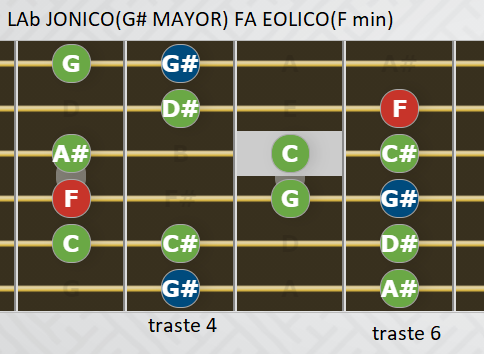 LAb JONICO(G# MAYOR) FA EOLICO(F min)
G G# A A#
D D# E F
A# B C C#
F F# G G#
C C# D D#
G G# A A#
traste 4 traste 6